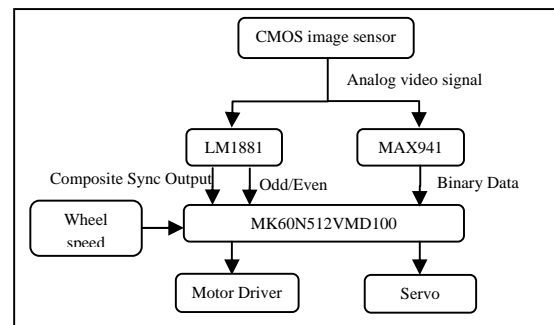 CMOS image sensor
Analog video signal
LM1881
MAX941
Composite Sync Output
Odd/Even
Binary Data
Wheel
speed
MK60N512VMD100
Motor Driver
Servo